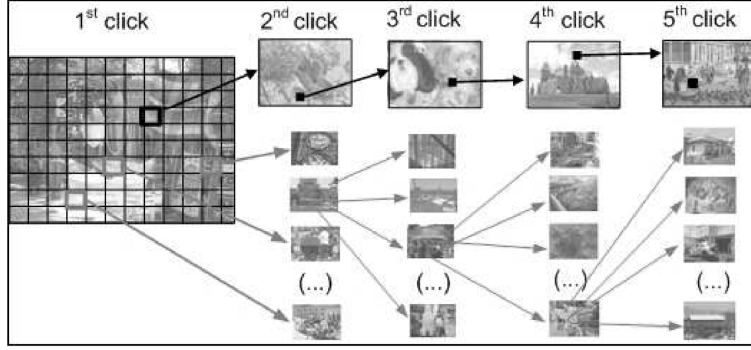 1st click
2nd click
3rd click
4th click
5th click
(...)
(...)
(...)
(...)